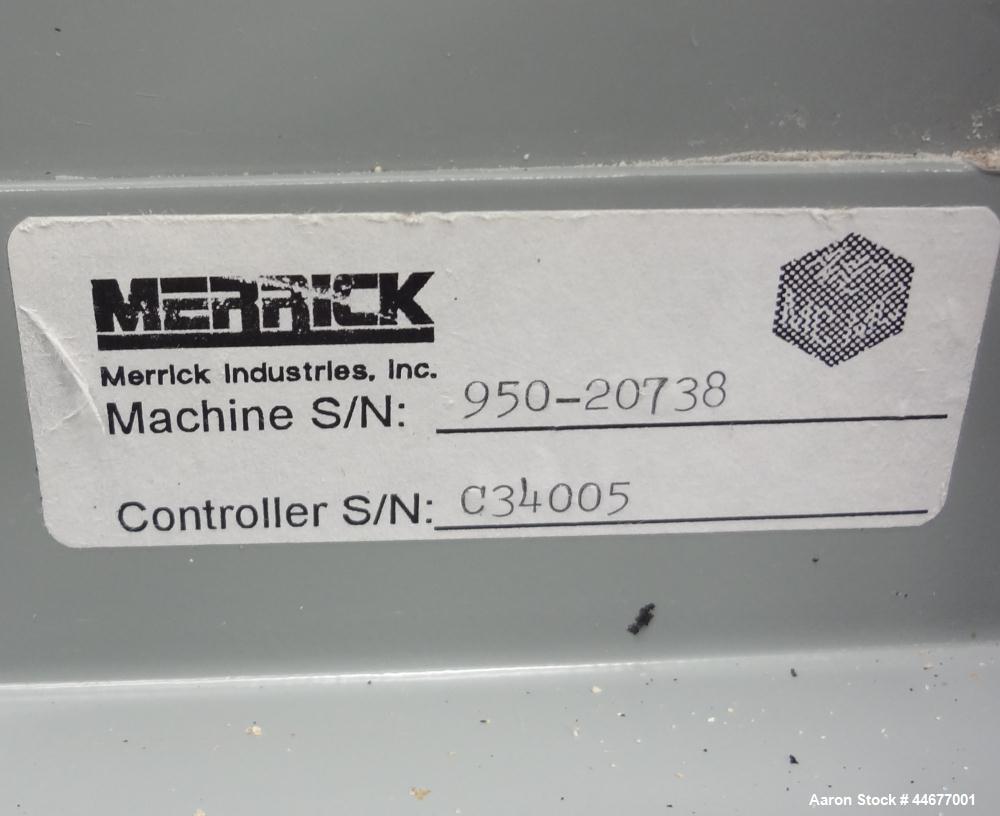 MERRICK
Merrick Industries, Inc.
Machine S/N: 950-20738
Controller S/N: C34005
Aaron Stock # 44677001